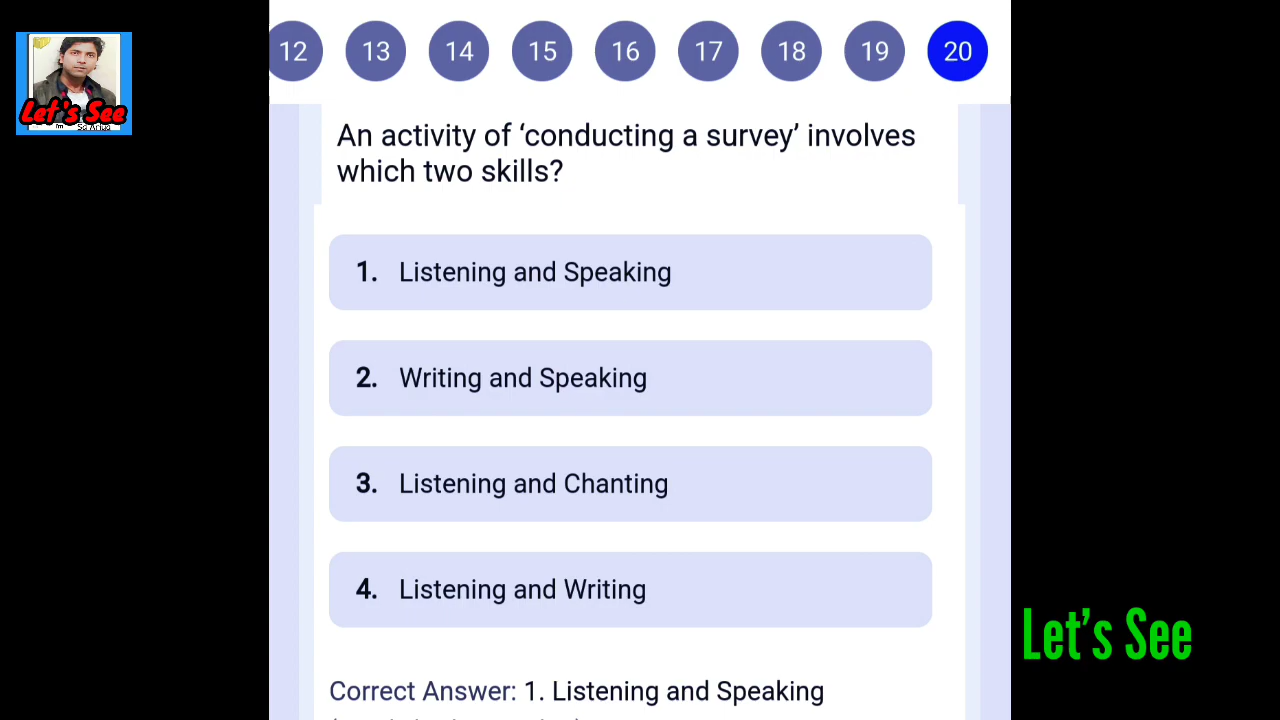 12 13 14 15 16 17 18 19 20
Let's See
An activity of ‘conducting a survey’ involves
which two skills?
1. Listening and Speaking
2. Writing and Speaking
3. Listening and Chanting
4. Listening and Writing
Let’s See
Correct Answer: 1. Listening and Speaking